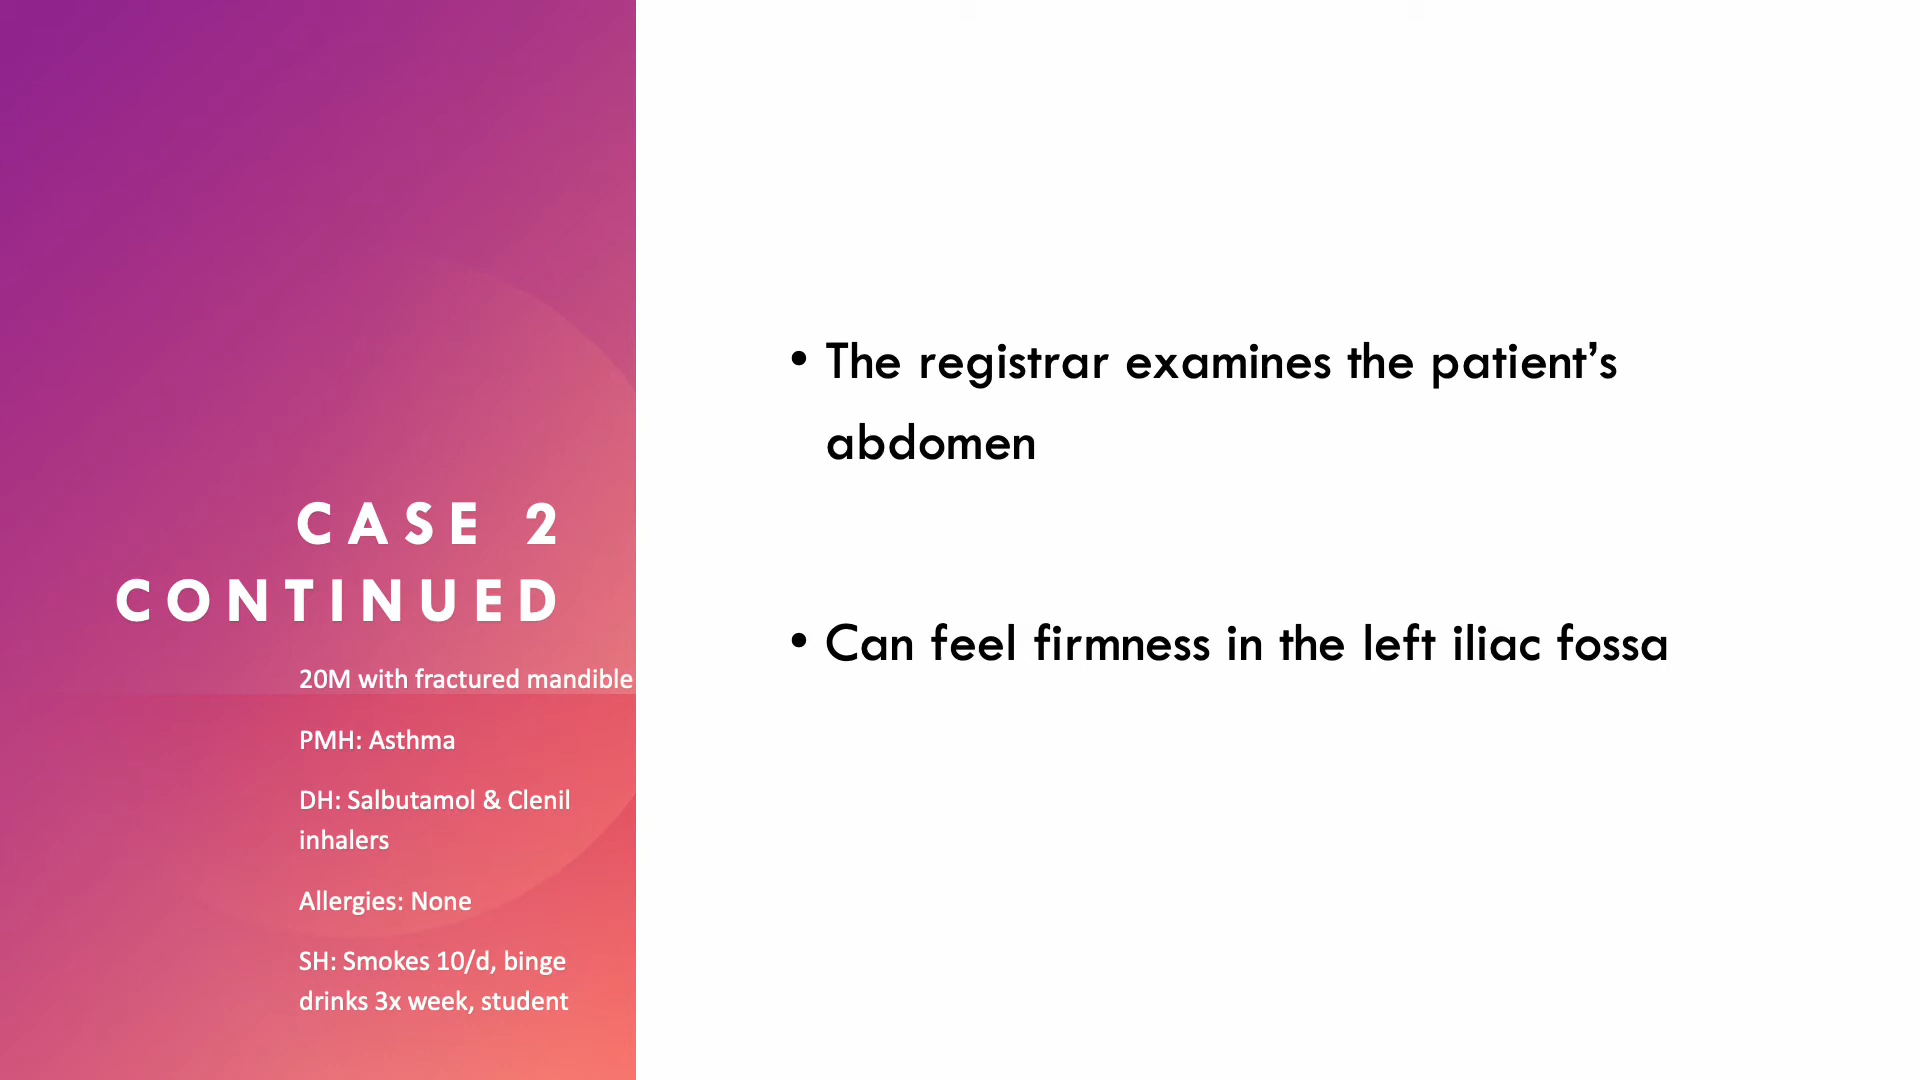 CASE 2
CONTINUED
20M with fractured mandible
PMH: Asthma
DH: Salbutamol & Clenil
inhalers
Allergies: None
SH: Smokes 10/d, binge
drinks 3x week, student
• The registrar examines the patient’s
abdomen
• Can feel firmness in the left iliac fossa